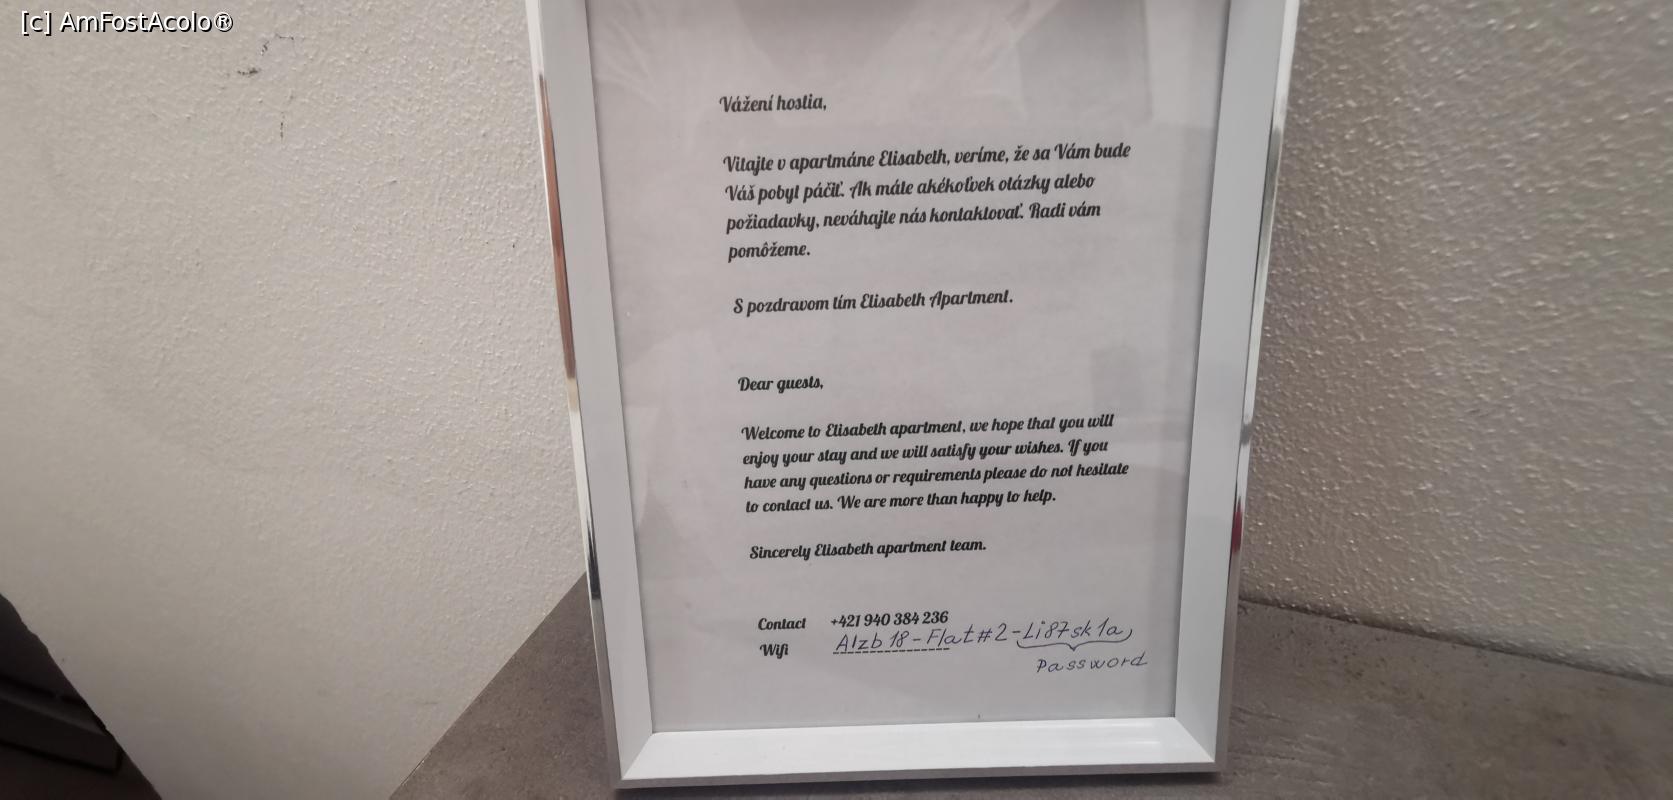 [c] AmFostAcolo®
Vážení hostia,
Vitajte v apartmáne Elisabeth, veríme, že sa Vám bude
Váš pobyt páčiť. Ak máte akékoľvek otázky alebo
požiadavky, neváhajte nás kontaktovať. Radi vám
pomôžeme.
S pozdravom tím Elisabeth Apartment.
Dear guests,
Welcome to Elisabeth apartment, we hope that you will
enjoy your stay and we will satisfy your wishes. If you
have any questions or requirements please do not hesitate
to contact us. We are more than happy to help.
Sincerely Elisabeth apartment team.
Contact +421 940 384 236
Wifi Alzb 18-Flat#2-Li87sk1a
Password